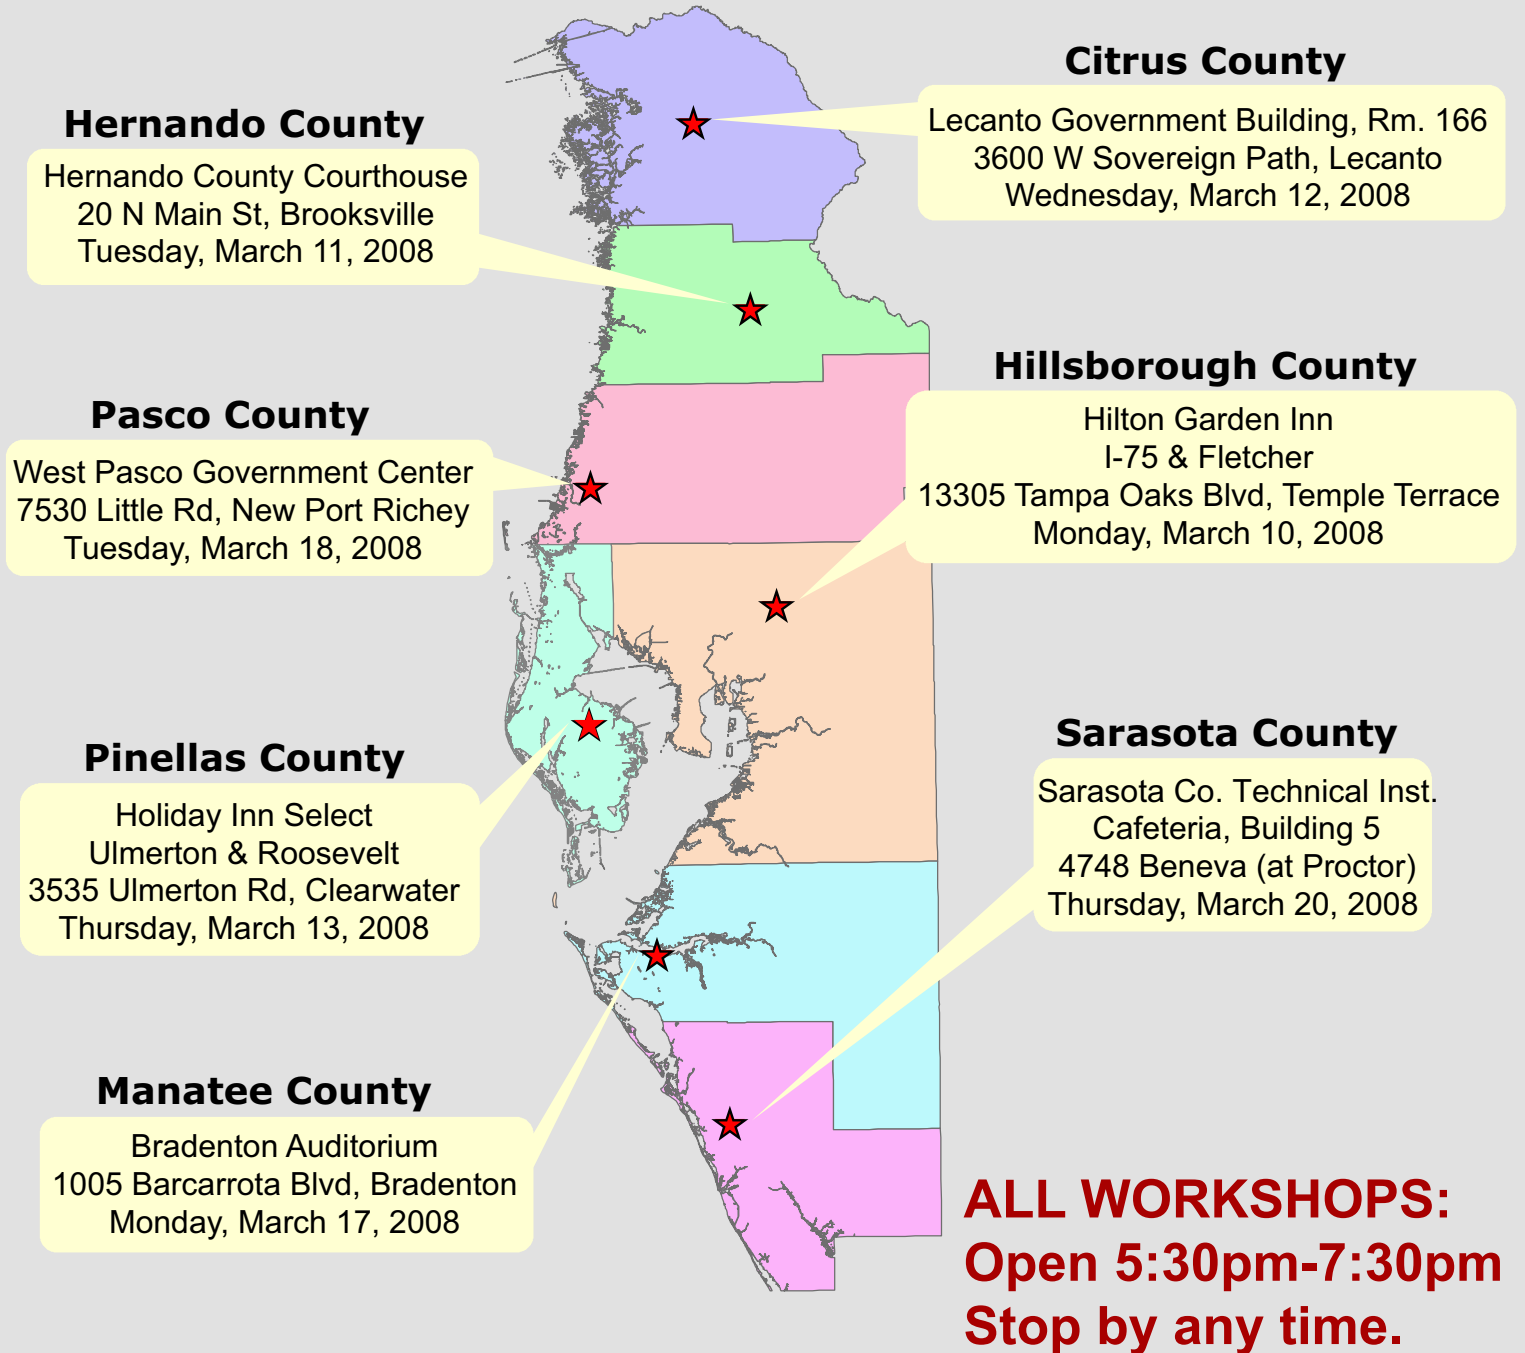 Citrus County
Lecanto Government Building, Rm. 166
3600 W Sovereign Path, Lecanto
Wednesday, March 12, 2008
Hernando County
Hernando County Courthouse
20 N Main St, Brooksville
Tuesday, March 11, 2008
Hillsborough County
Hilton Garden Inn
I-75 & Fletcher
13305 Tampa Oaks Blvd, Temple Terrace
Monday, March 10, 2008
Pasco County
West Pasco Government Center
7530 Little Rd, New Port Richey
Tuesday, March 18, 2008
Sarasota County
Sarasota Co. Technical Inst.
Cafeteria, Building 5
4748 Beneva (at Proctor)
Thursday, March 20, 2008
Pinellas County
Holiday Inn Select
Ulmerton & Roosevelt
3535 Ulmerton Rd, Clearwater
Thursday, March 13, 2008
Manatee County
Bradenton Auditorium
1005 Barcarrota Blvd, Bradenton
Monday, March 17, 2008
ALL WORKSHOPS:
Open 5:30pm-7:30pm
Stop by any time.